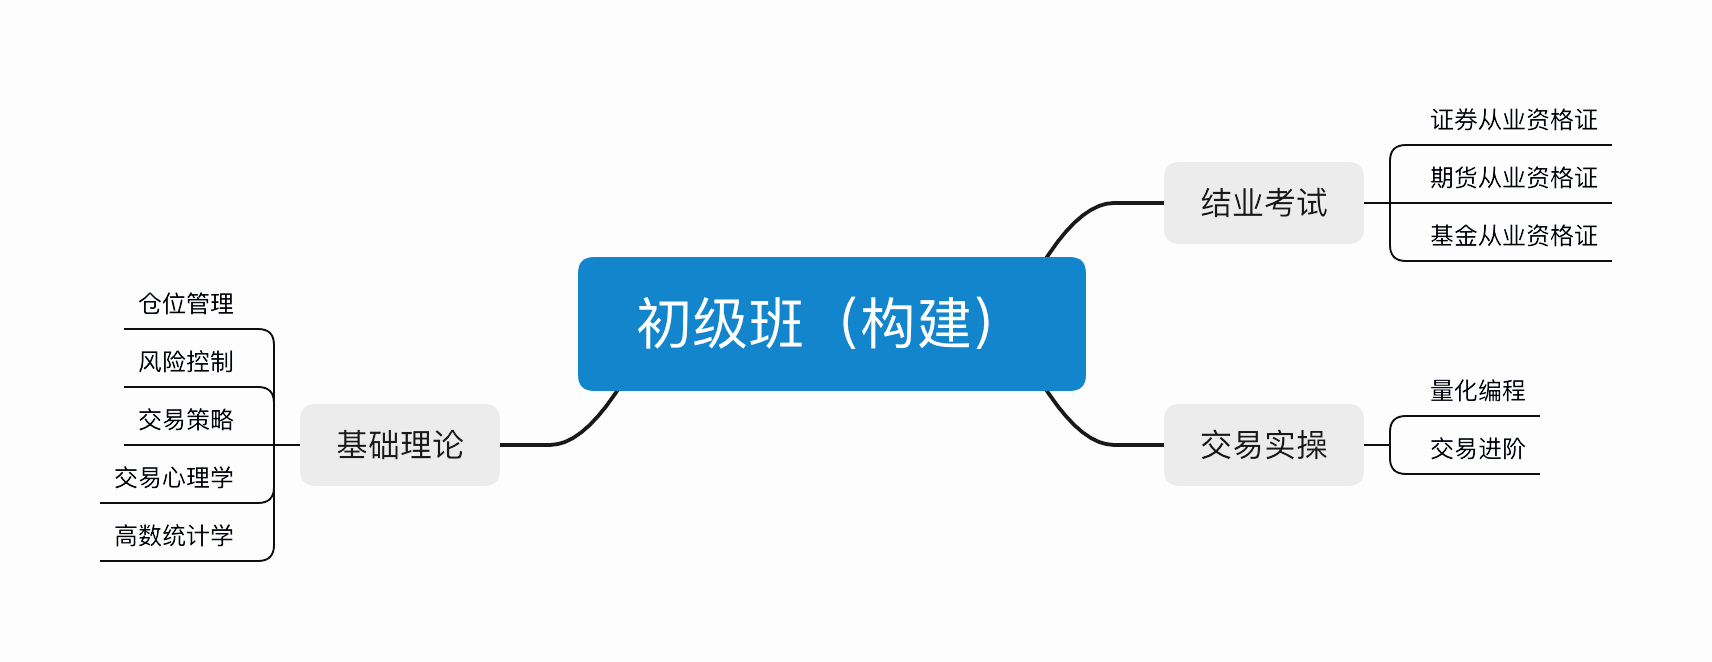 初级班（构建）
结业考试
证券从业资格证
期货从业资格证
基金从业资格证
交易实操
量化编程
交易进阶
基础理论
仓位管理
风险控制
交易策略
交易心理学
高数统计学